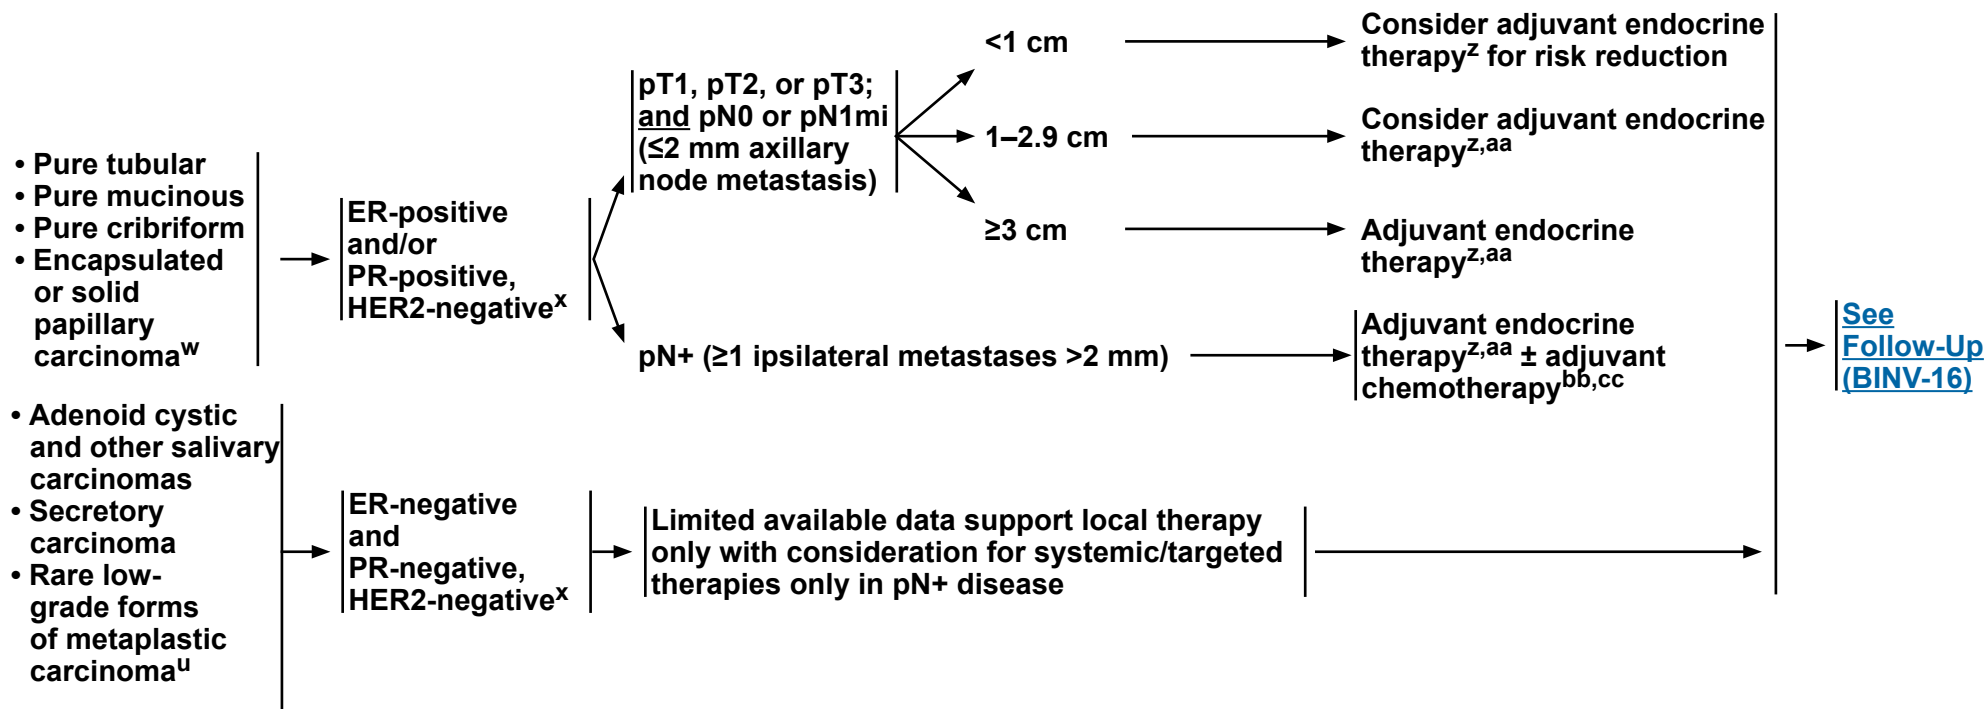 • Pure tubular
• Pure mucinous
• Pure cribriform
• Encapsulated
or solid
papillary
carcinomaʷ
ER-positive
and/or
PR-positive,
HER2-negativeˣ
pT1, pT2, or pT3;
and pN0 or pN1mi
(≤2 mm axillary
node metastasis)
<1 cm
Consider adjuvant endocrine
therapyᶻ for risk reduction
1–2.9 cm
Consider adjuvant endocrine
therapyᶻ,ᵃᵃ
≥3 cm
Adjuvant endocrine
therapyᶻ,ᵃᵃ
pN+ (≥1 ipsilateral metastases >2 mm)
Adjuvant endocrine
therapyᶻ,ᵃᵃ ± adjuvant
chemotherapyᵇᵇ,ᶜᶜ
See
Follow-Up
(BINV-16)
• Adenoid cystic
and other salivary
carcinomas
• Secretory
carcinoma
• Rare low-
grade forms
of metaplastic
carcinomaᵘ
ER-negative
and
PR-negative,
HER2-negativeˣ
Limited available data support local therapy
only with consideration for systemic/targeted
therapies only in pN+ disease